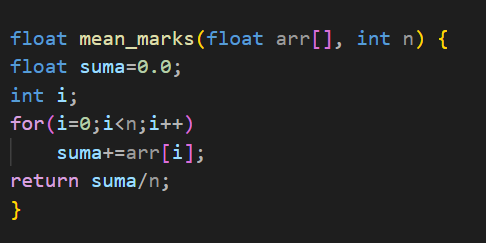 float mean_marks(float arr[], int n) {
float suma=0.0;
int i;
for(i=0;i<n;i++)
    suma+=arr[i];
return suma/n;
}